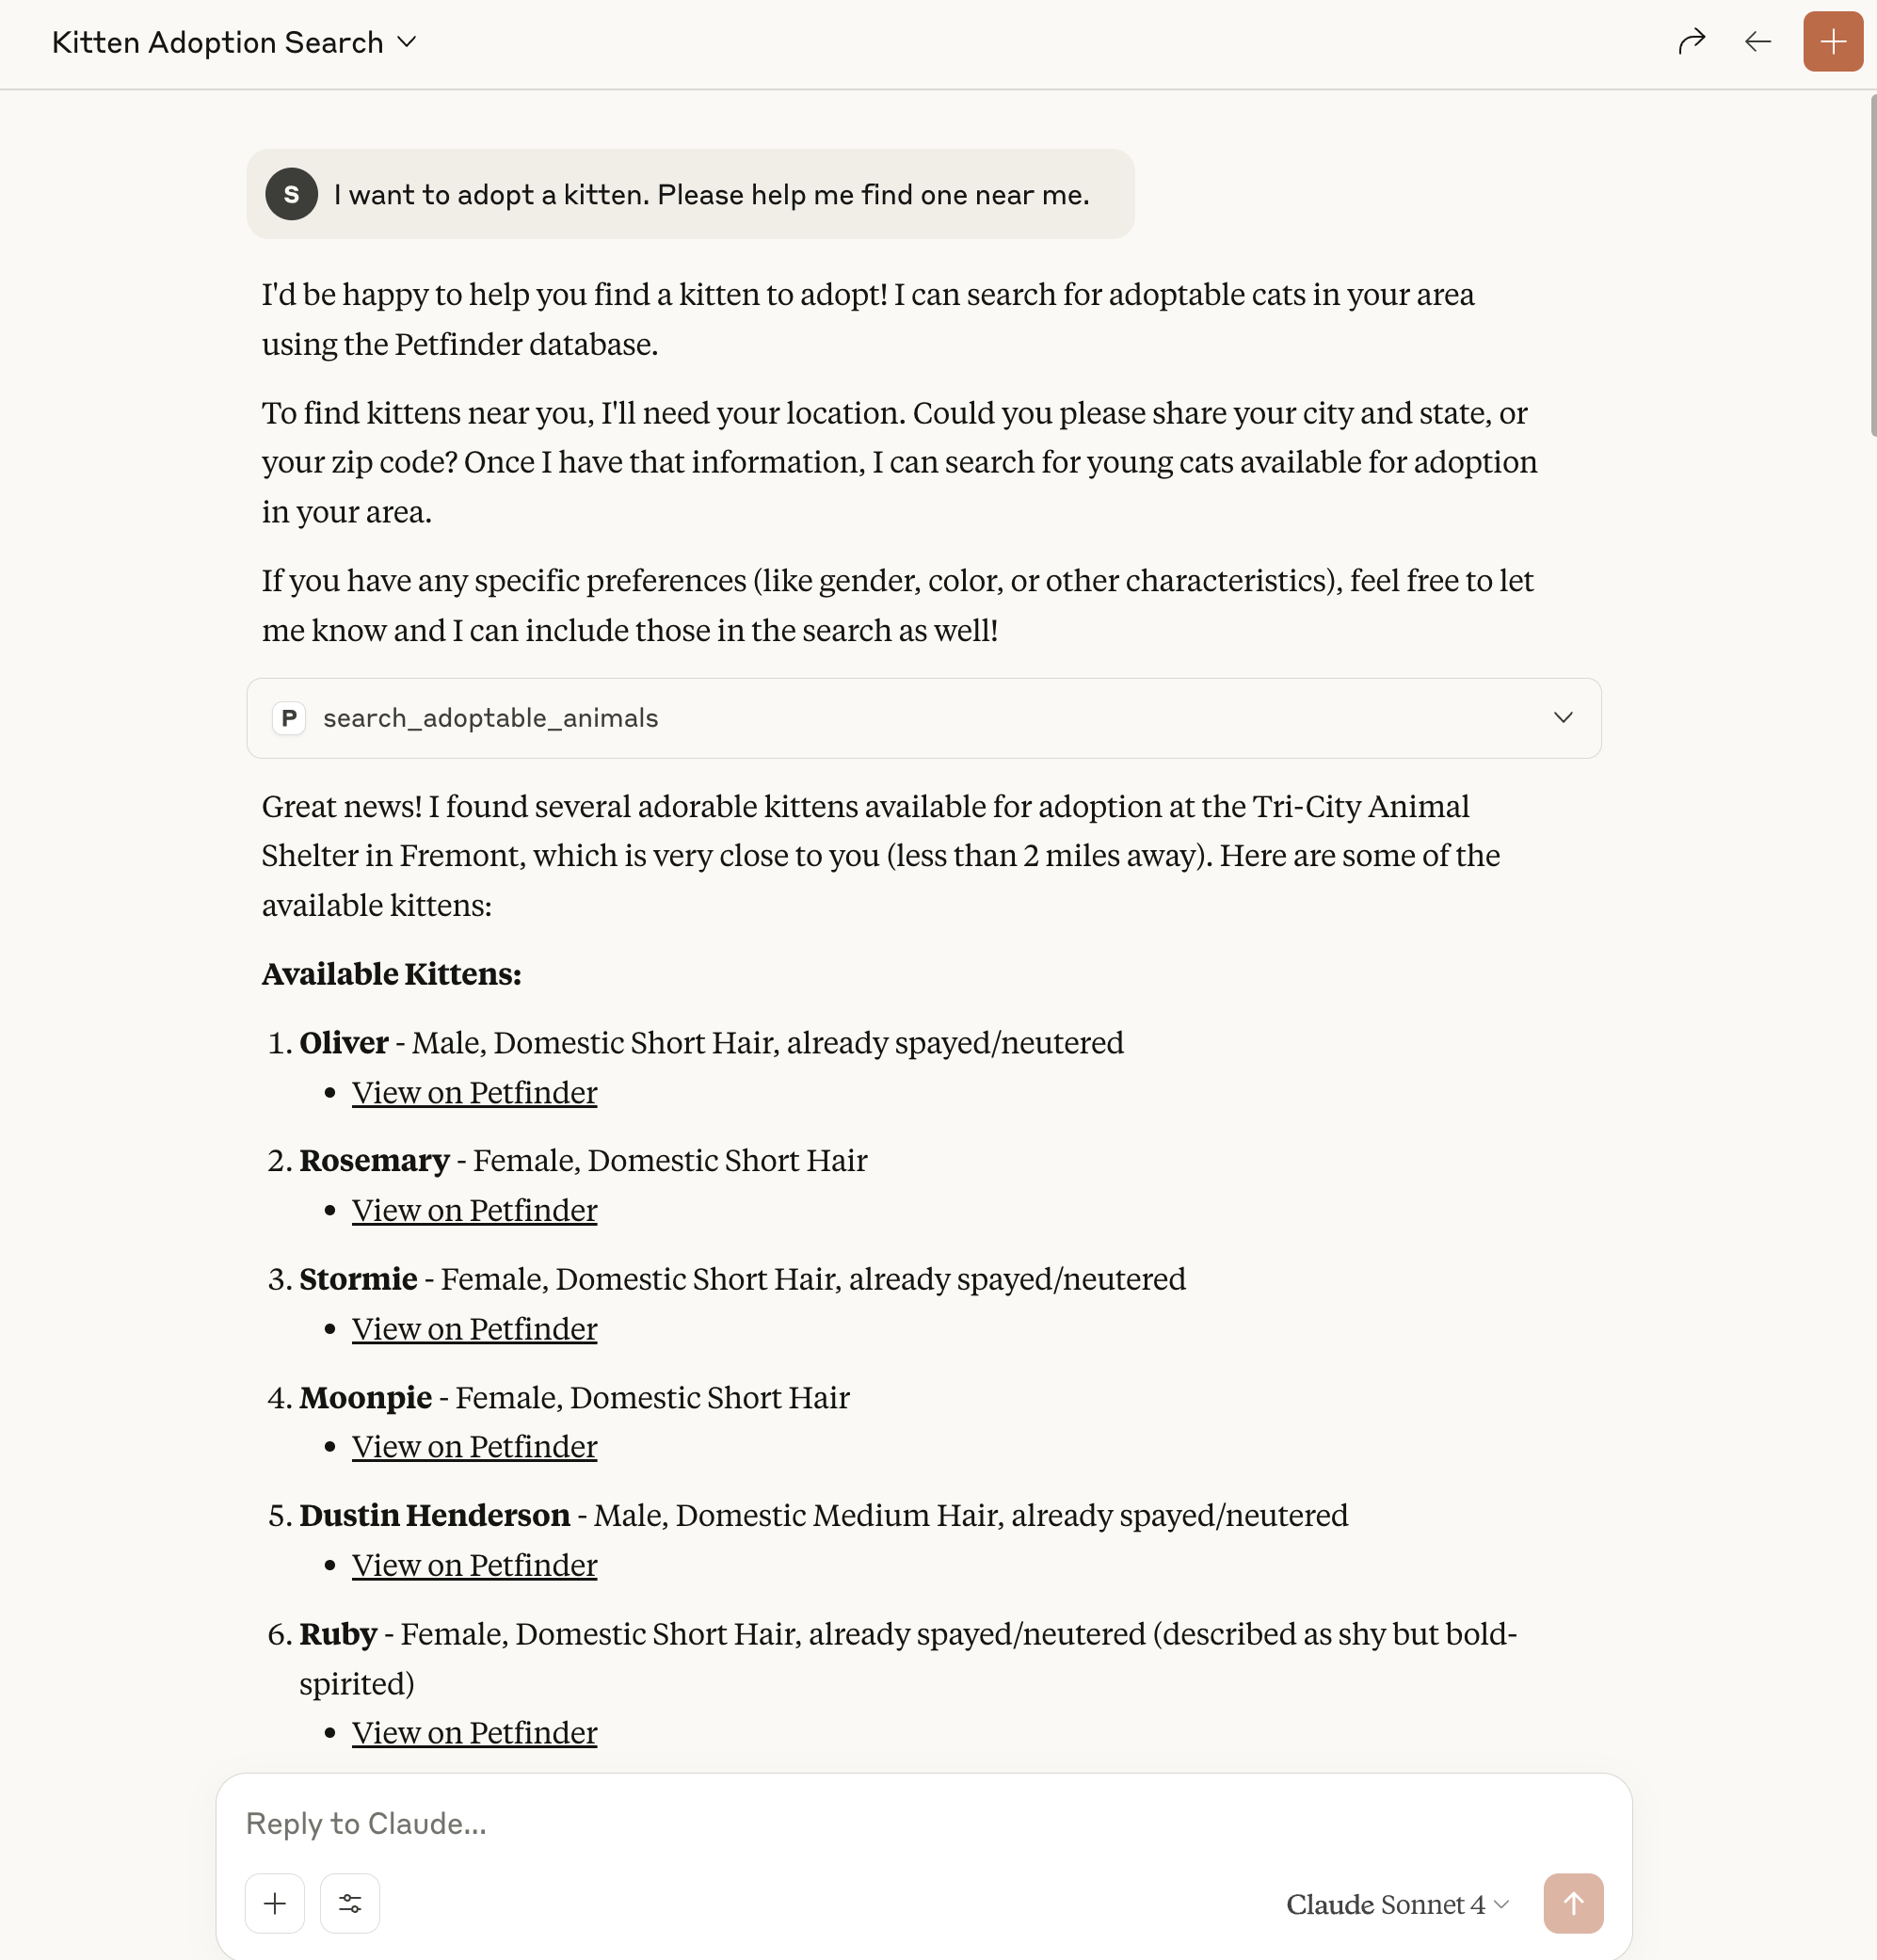 Kitten Adoption Search
S
I want to adopt a kitten. Please help me find one near me.
I'd be happy to help you find a kitten to adopt! I can search for adoptable cats in your area
using the Petfinder database.
To find kittens near you, I'll need your location. Could you please share your city and state, or
your zip code? Once I have that information, I can search for young cats available for adoption
in your area.
If you have any specific preferences (like gender, color, or other characteristics), feel free to let
me know and I can include those in the search as well!
P search_adoptable_animals
Great news! I found several adorable kittens available for adoption at the Tri-City Animal
Shelter in Fremont, which is very close to you (less than 2 miles away). Here are some of the
available kittens:
Available Kittens:
1. Oliver - Male, Domestic Short Hair, already spayed/neutered
• View on Petfinder
2. Rosemary - Female, Domestic Short Hair
• View on Petfinder
3. Stormie - Female, Domestic Short Hair, already spayed/neutered
• View on Petfinder
4. Moonpie - Female, Domestic Short Hair
• View on Petfinder
5. Dustin Henderson - Male, Domestic Medium Hair, already spayed/neutered
• View on Petfinder
6. Ruby - Female, Domestic Short Hair, already spayed/neutered (described as shy but bold-
spirited)
• View on Petfinder
Reply to Claude...
Claude Sonnet 4